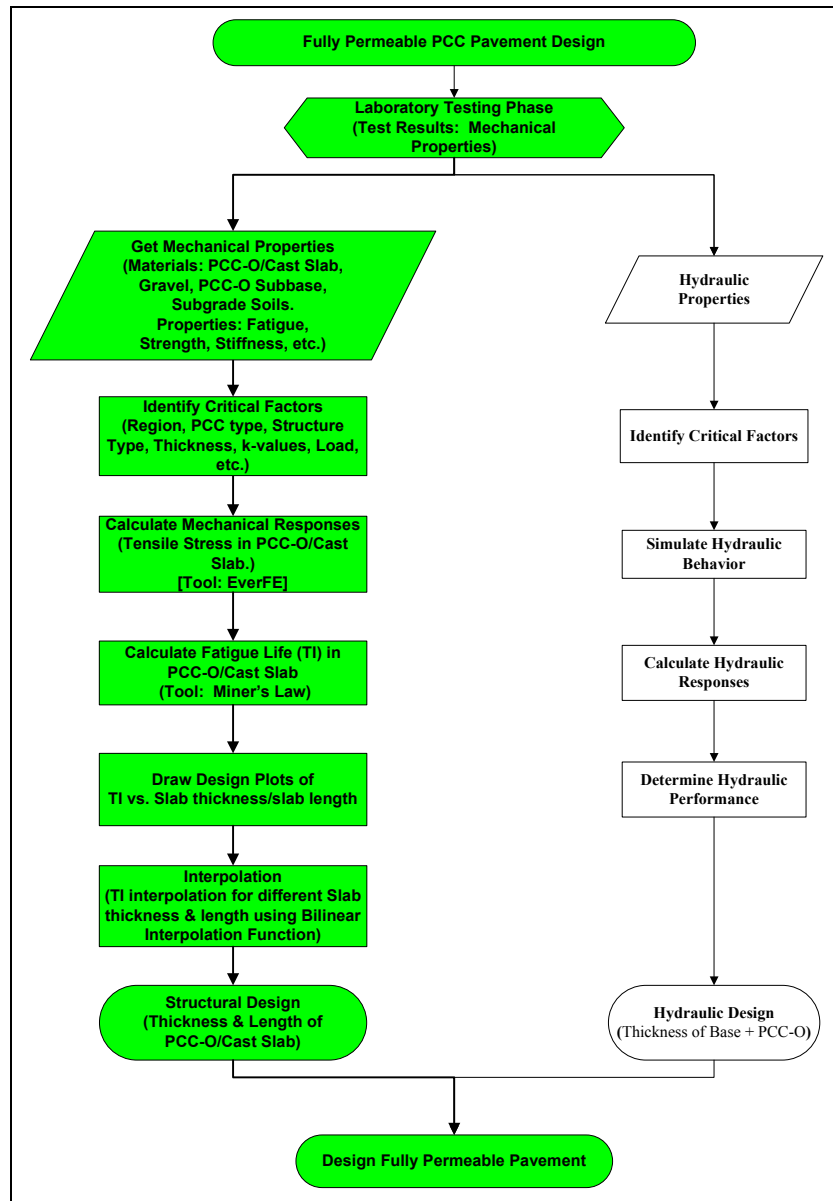 Fully Permeable PCC Pavement Design
Laboratory Testing Phase
(Test Results: Mechanical
Properties)
Get Mechanical Properties
(Materials: PCC-O/Cast Slab,
Gravel, PCC-O Subbase,
Subgrade Soils.
Properties: Fatigue,
Strength, Stiffness, etc.)
Identify Critical Factors
(Region, PCC type, Structure
Type, Thickness, k-values, Load,
etc.)
Calculate Mechanical Responses
(Tensile Stress in PCC-O/Cast
Slab.)
[Tool: EverFE]
Calculate Fatigue Life (TI) in
PCC-O/Cast Slab
(Tool: Miner's Law)
Draw Design Plots of
TI vs. Slab thickness/slab length
Interpolation
(TI interpolation for different Slab
thickness & length using Bilinear
Interpolation Function)
Structural Design
(Thickness & Length of
PCC-O/Cast Slab)
Hydraulic
Properties
Identify Critical Factors
Simulate Hydraulic
Behavior
Calculate Hydraulic
Responses
Determine Hydraulic
Performance
Hydraulic Design
(Thickness of Base + PCC-O)
Design Fully Permeable Pavement